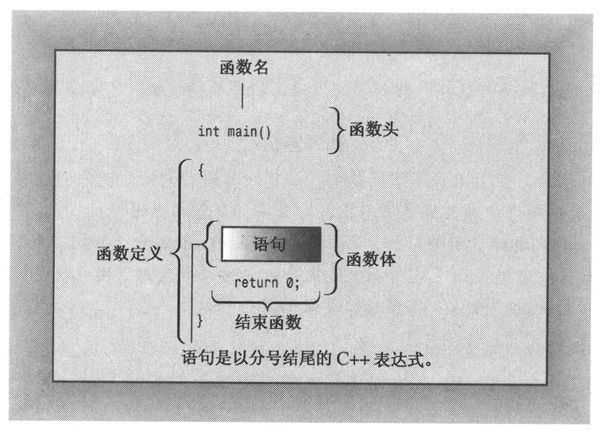 函数名
int main()
函数头
{
函数定义
语句
函数体
return 0;
}
结束函数
语句是以分号结尾的 C++ 表达式。